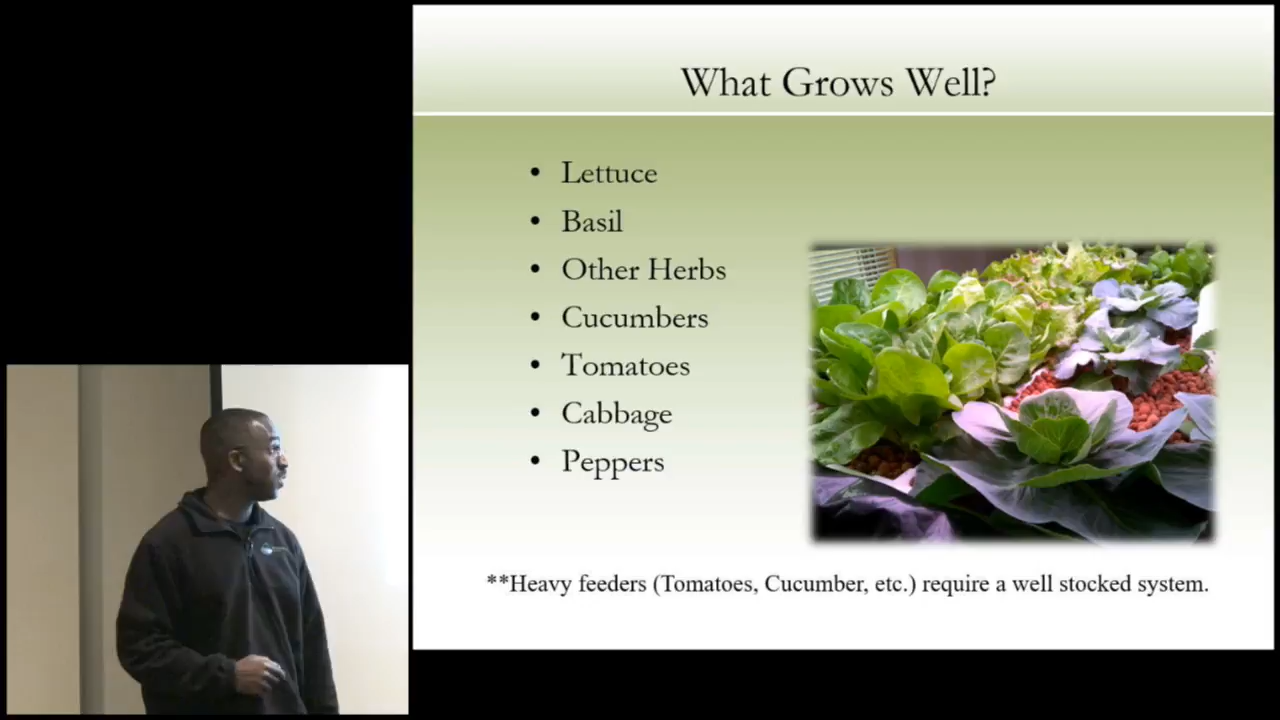 What Grows Well?
• Lettuce
• Basil
• Other Herbs
• Cucumbers
• Tomatoes
• Cabbage
• Peppers
**Heavy feeders (Tomatoes, Cucumber, etc.) require a well stocked system.